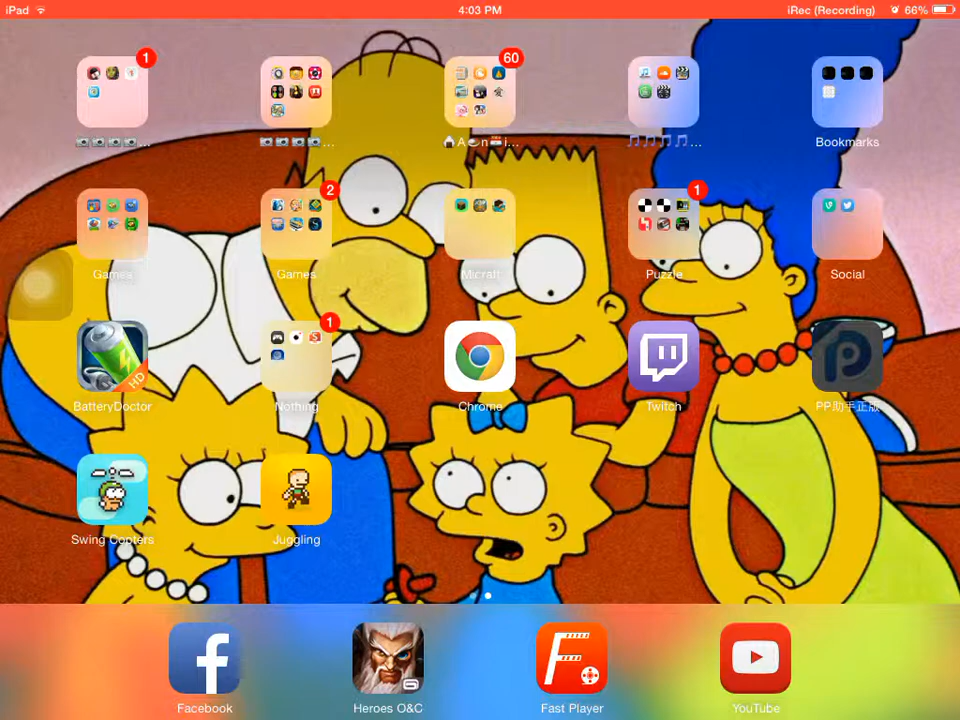 iPad 4:03 PM iRec (Recording) 66%
1 60
Bookmarks
2 1
Games Games Micraft Puzzle Social
1
HD
BatteryDoctor Nothing Chrome Twitch PP助手正版
Swing Copters Juggling
Facebook Heroes O&C Fast Player YouTube